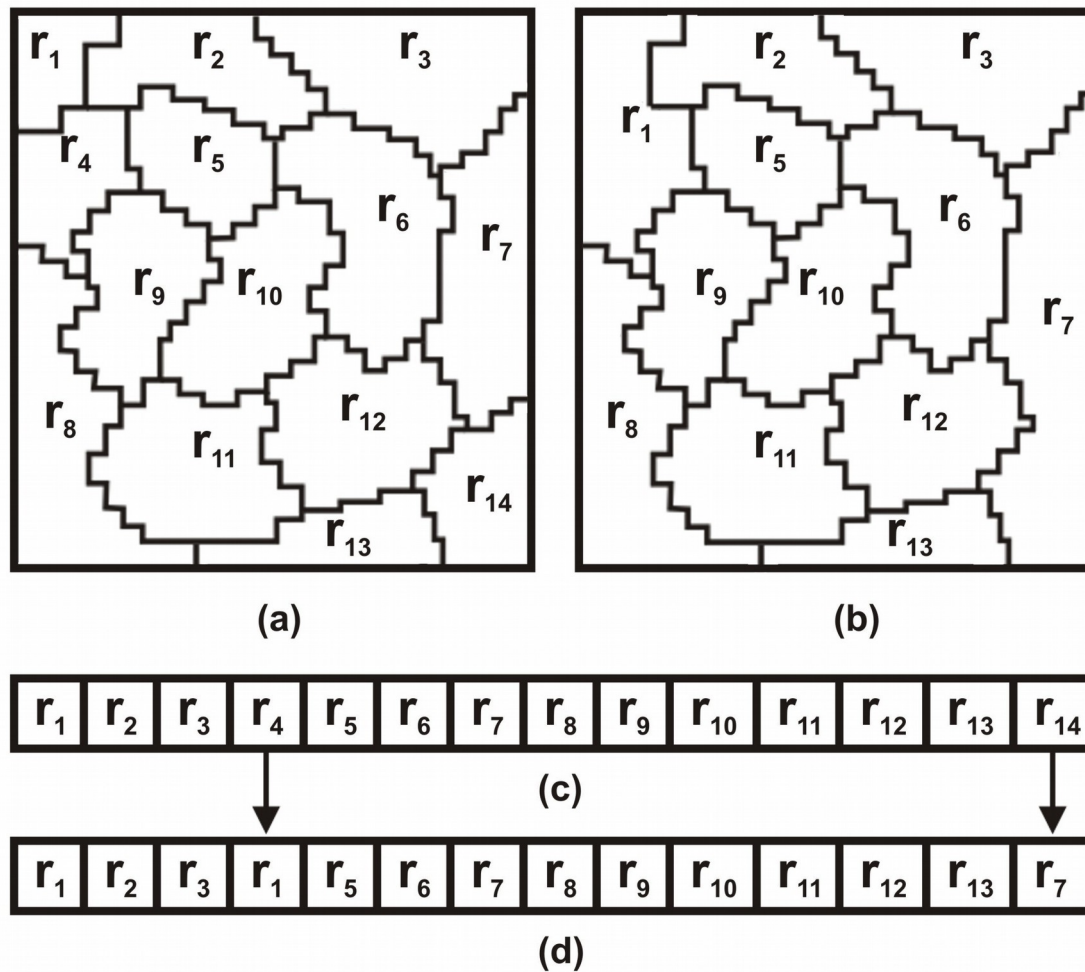 r1 r2 r3
r4 r5
r6
r7
r9 r10
r8 r11 r12
r14
r13
(a)
r2 r3
r1 r5
r6
r9 r10
r7
r8 r11 r12
r13
(b)
r1 r2 r3 r4 r5 r6 r7 r8 r9 r10 r11 r12 r13 r14
(c)
r1 r2 r3 r1 r5 r6 r7 r8 r9 r10 r11 r12 r13 r7
(d)